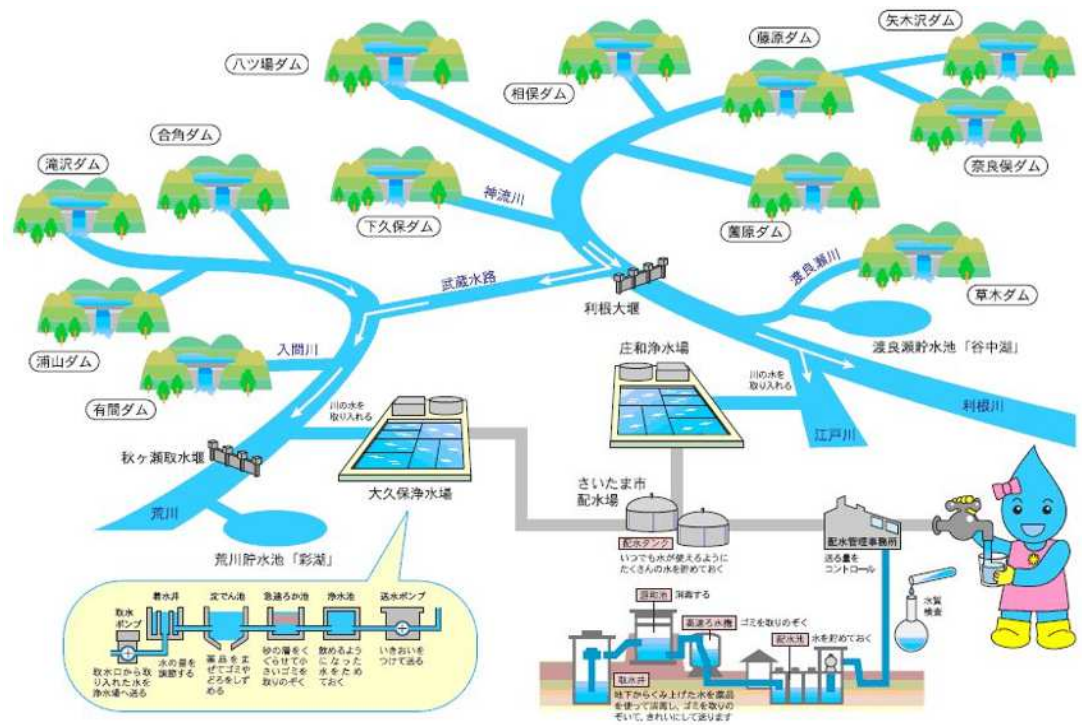 矢木沢ダム
藤原ダム
八ツ場ダム
相俣ダム
奈良俣ダム
合角ダム
滝沢ダム
神流川
下久保ダム
薗原ダム
渡良瀬川
草木ダム
武蔵水路
利根大堰
浦山ダム
入間川
渡良瀬貯水池「谷中湖」
庄和浄水場
有間ダム
川の水を
取り入れる
川の水を
取り入れる
利根川
江戸川
秋ヶ瀬取水堰
大久保浄水場
さいたま市
配水場
荒川
荒川貯水池「彩湖」
配水タンク
いつでも水が使えるように
たくさんの水を貯めておく
配水管理事務所
送る量を
コントロール
水質
検査
取水
ポンプ
取水口から取り
入れた水を
浄水場へ送る
着水井
水の量を
調節する
沈でん池
薬品をま
ぜてゴミや
どろをしず
める
急速ろか池
砂の層をく
ぐらせて小
さいゴミを
取りのぞく
浄水池
飲めるよう
になった
水をため
ておく
送水ポンプ
いきおいを
つけて送る
消毒する
高速ろ水機
ゴミを取りのぞく
配水池
水を貯めておく
取水井
地下からくみ上げた水を薬品
を使って消毒し、ゴミを取りの
ぞいて、きれいにして送ります